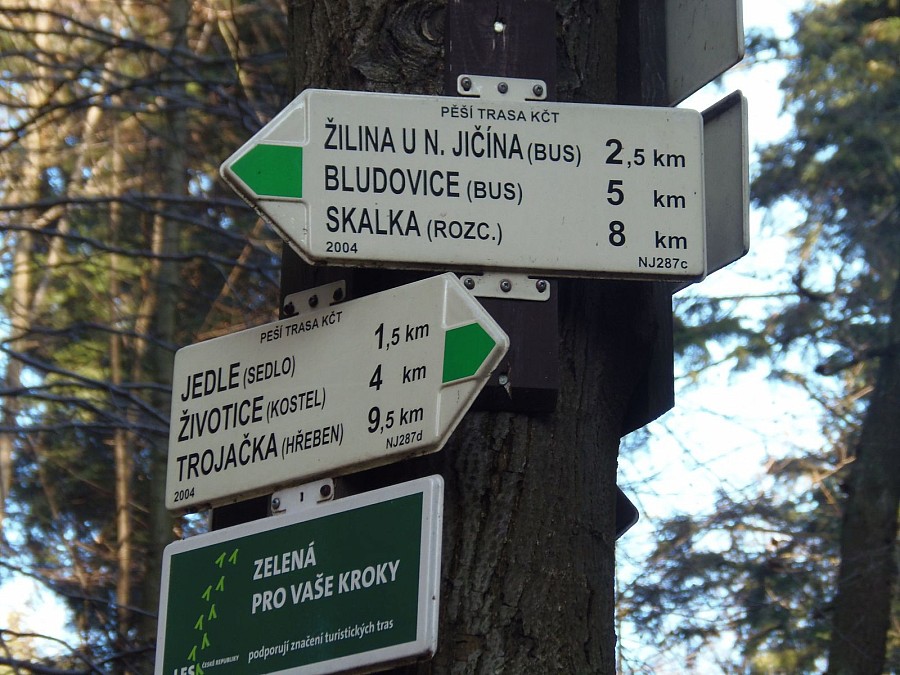 PĚŠÍ TRASA KČT
ŽILINA U N. JIČÍNA (BUS) 2,5 km
BLUDOVICE (BUS) 5 km
SKALKA (ROZC.) 8 km
2004 NJ287c
PĚŠÍ TRASA KČT
JEDLE (SEDLO) 1,5 km
ŽIVOTICE (KOSTEL) 4 km
TROJAČKA (HŘEBEN) 9,5 km
2004 NJ287d
ZELENÁ
PRO VAŠE KROKY
LES ČESKÉ REPUBLIKY podporují značení turistických tras